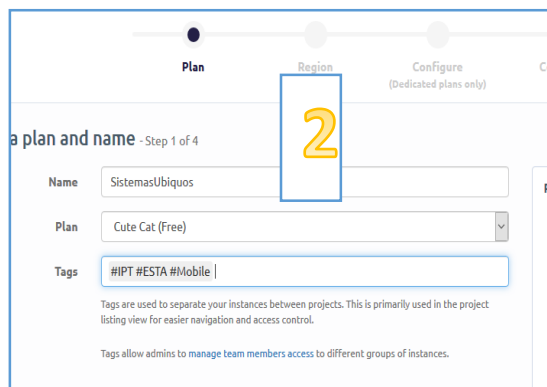 Plan
Region
Configure
(Dedicated plans only)
2
a plan and name - Step 1 of 4
Name SistemasUbiquos
Plan Cute Cat (Free)
Tags #IPT #ESTA #Mobile
Tags are used to separate your instances between projects. This is primarily used in the project
listing view for easier navigation and access control.
Tags allow admins to manage team members access to different groups of instances.